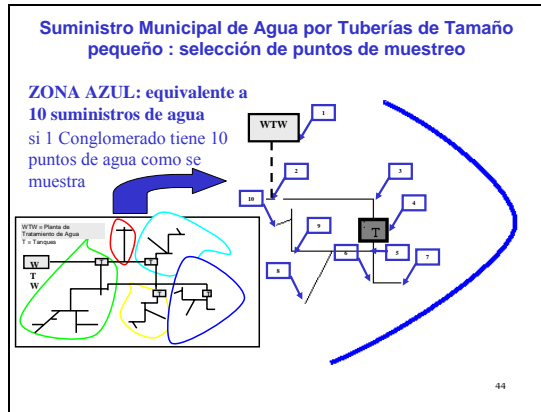 Suministro Municipal de Agua por Tuberías de Tamaño
pequeño : selección de puntos de muestreo
ZONA AZUL: equivalente a
10 suministros de agua
si 1 Conglomerado tiene 10
puntos de agua como se
muestra
WTW
1
2
3
4
T
10
9
8
6
5
7
WTW = Planta de
Tratamiento de Agua
T = Tanques
W
T
W
T
T
T
T
44